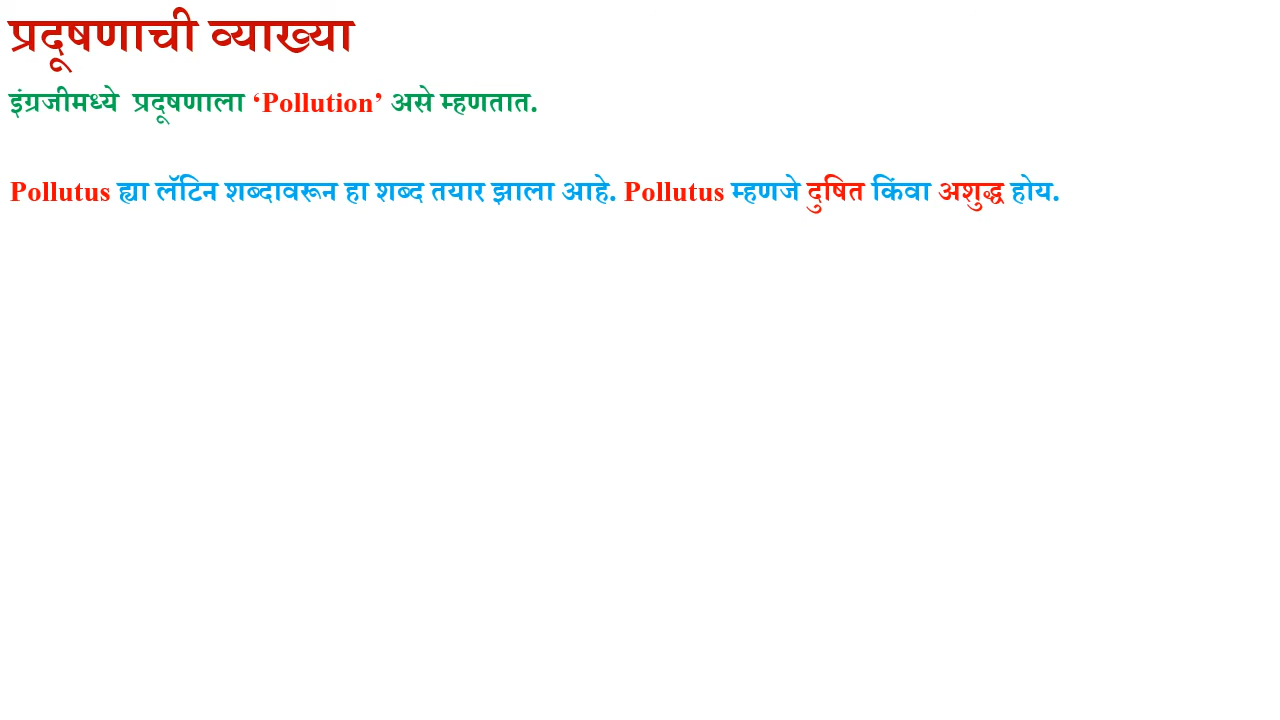 प्रदूषणाची व्याख्या
इंग्रजीमध्ये  प्रदूषणाला ‘Pollution’ असे म्हणतात.
Pollutus ह्या लॅटिन शब्दावरून हा शब्द तयार झाला आहे. Pollutus म्हणजे दुषित किंवा अशुद्ध होय.